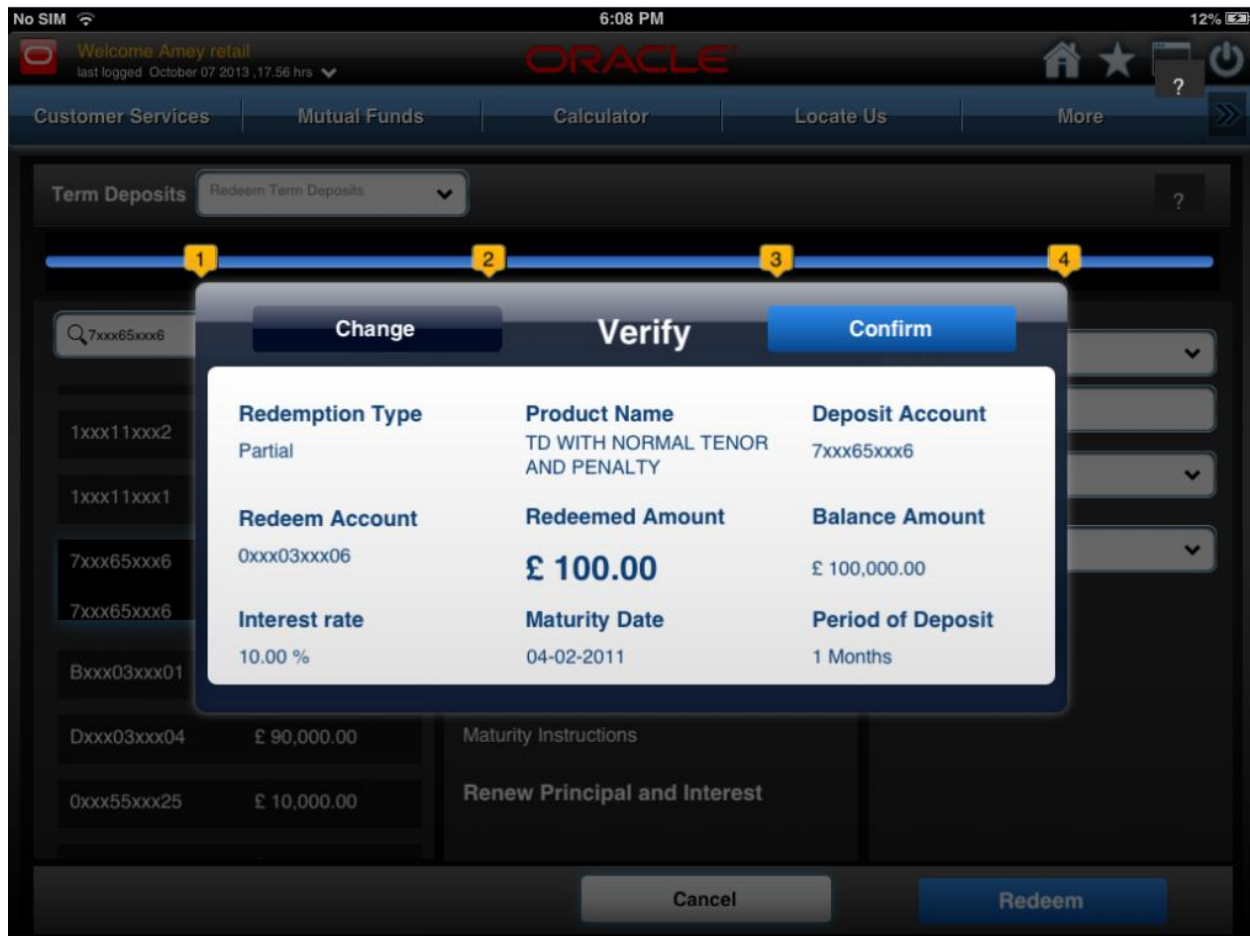 No SIM 6:08 PM 12%
Welcome Amey retail
last logged October 07 2013 ,17.56 hrs
ORACLE
?
Customer Services Mutual Funds Calculator Locate Us More
Term Deposits Redeem Term Deposits ?
1 2 3 4
7xxx65xxx6
Change Verify Confirm
Redemption Type Product Name Deposit Account
Partial TD WITH NORMAL TENOR 7xxx65xxx6
AND PENALTY
Redeem Account Redeemed Amount Balance Amount
0xxx03xxx06 £ 100.00 £ 100,000.00
Interest rate Maturity Date Period of Deposit
10.00 % 04-02-2011 1 Months
1xxx11xxx2
1xxx11xxx1
7xxx65xxx6
7xxx65xxx6
Bxxx03xxx01
Dxxx03xxx04 £ 90,000.00
0xxx55xxx25 £ 10,000.00
Maturity Instructions
Renew Principal and Interest
Cancel Redeem